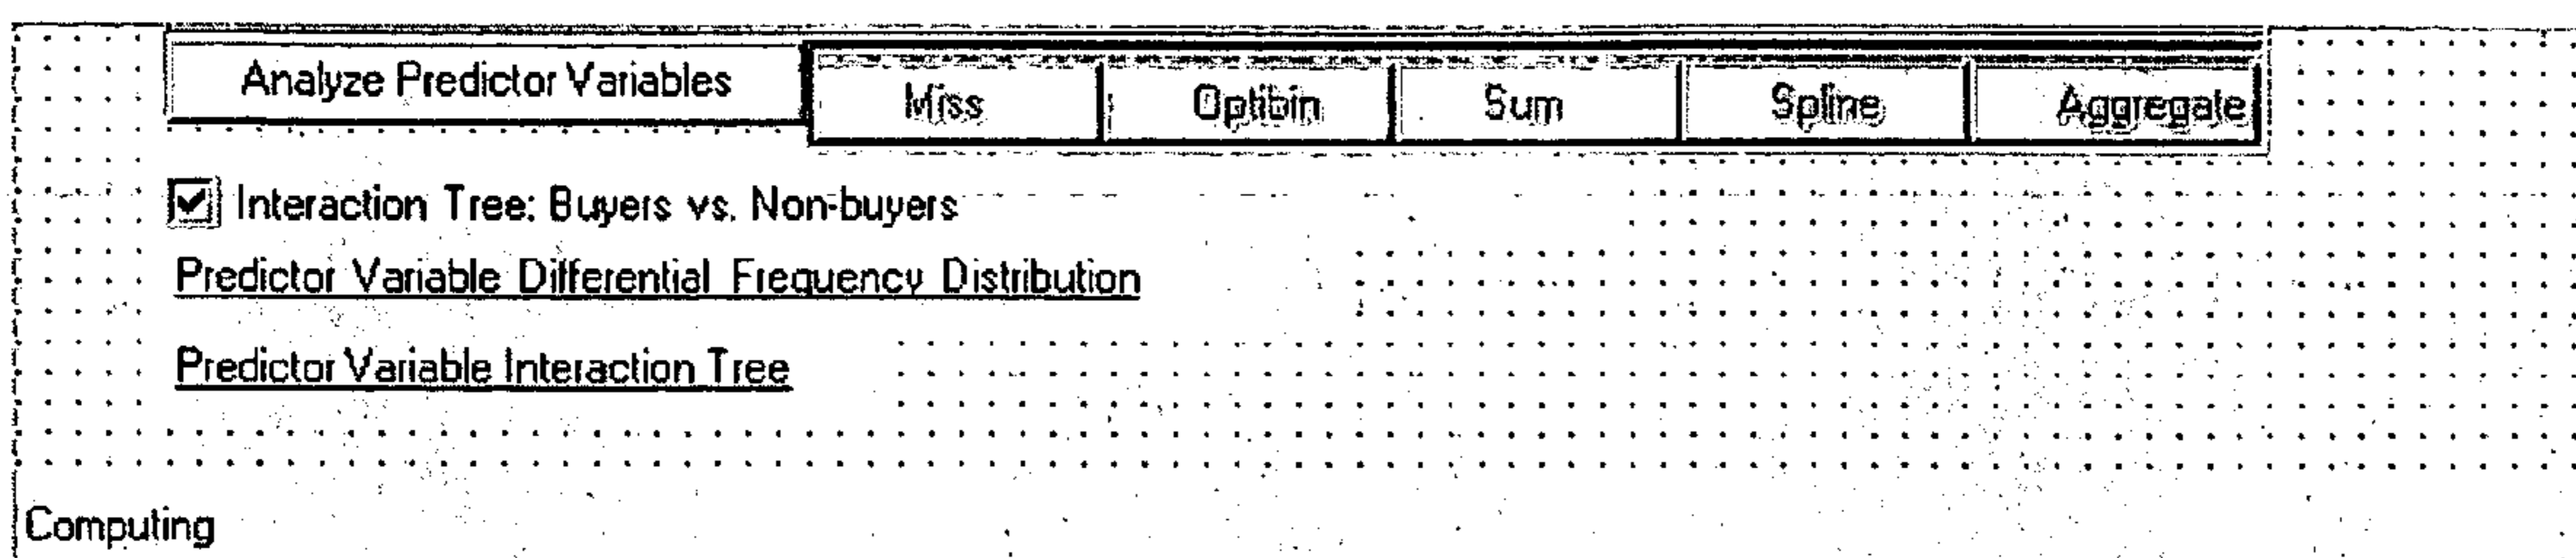 Analyze Predictor Variables Miss Optibin Sum Spline Aggregate
Interaction Tree: Buyers vs. Non-buyers
Predictor Variable Differential Frequency Distribution
Predictor Variable Interaction Tree
Computing